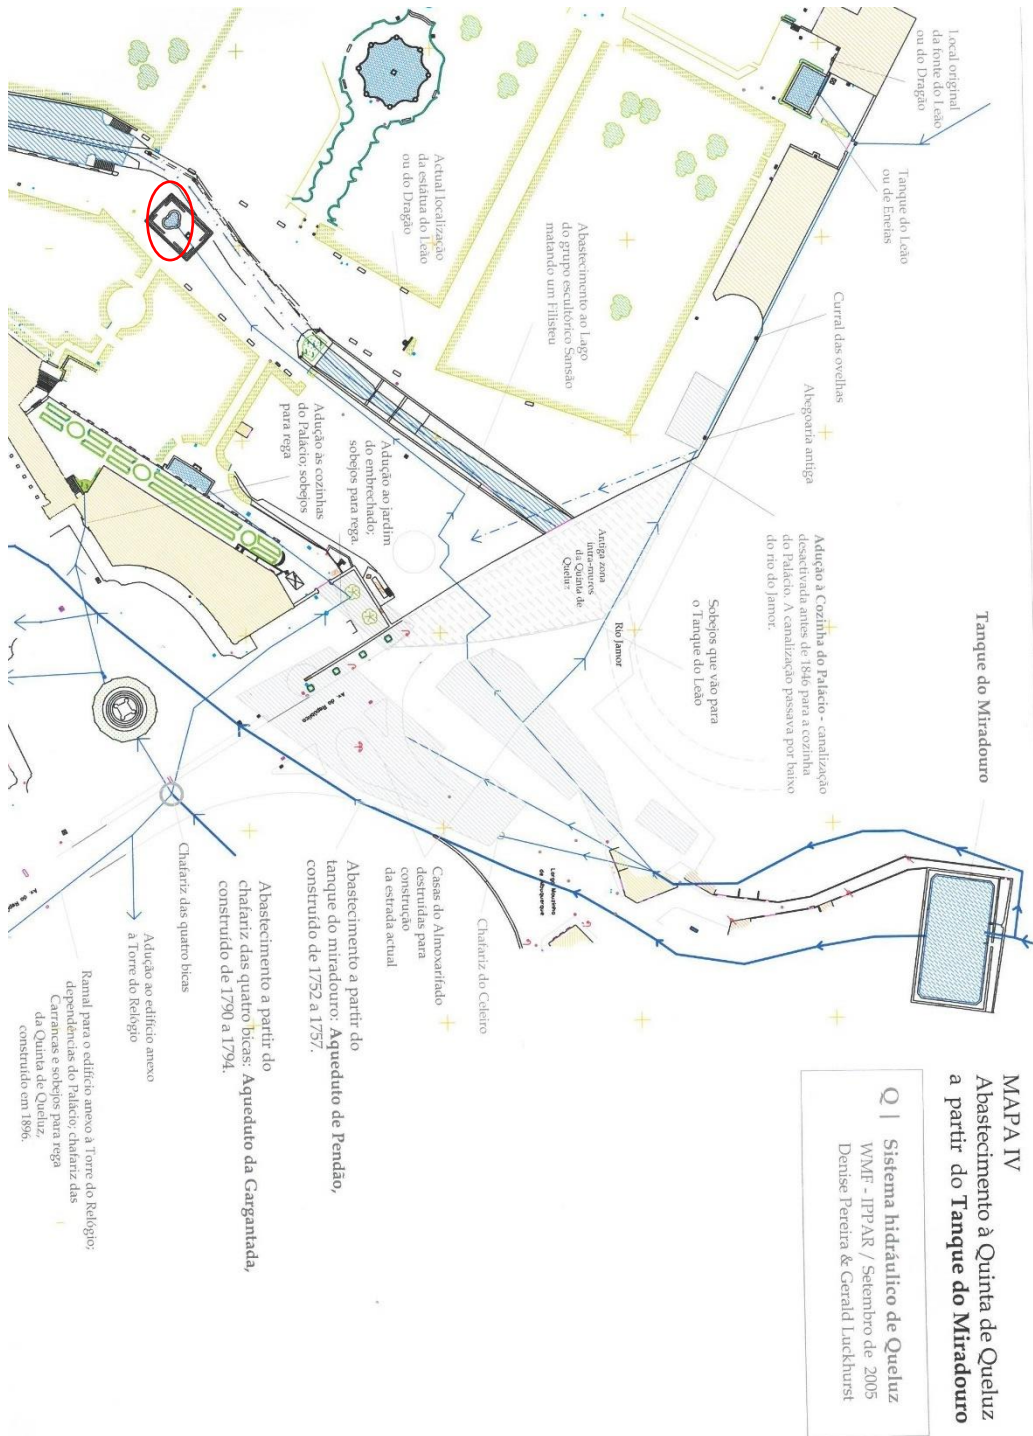 MAPA IV
Abastecimento à Quinta de Queluz
a partir do Tanque do Miradouro
Q | Sistema hidráulico de Queluz
WMF - IPPAR / Setembro de 2005
Denise Pereira & Gerald Luckhurst
Tanque do Miradouro
Local original
da fonte do Leão
ou do Dragão
Tanque do Leão
ou de Eneias
Curral das ovelhas
Abegoaria antiga
Adução à Cozinha do Palácio - canalização
desactivada antes de 1846 para a cozinha
do Palácio. A canalização passava por baixo
do rio do Jamor.
Sobejos que vão para
o Tanque do Leão
Rio Jamor
Antiga zona
intra-muros
da Quinta de
Queluz
Abastecimento ao Lago
do grupo escultórico Sansão
matando um Filisteu
Actual localização
da estátua do Leão
ou do Dragão
Adução ao jardim
do embrechado;
sobejos para rega.
Adução às cozinhas
do Palácio; sobejos
para rega
Largo Mouzinho
de Albuquerque
Chafariz do Celeiro
Casas do Almoxarifado
destruídas para
construção
da estrada actual
Abastecimento a partir do
tanque do miradouro: Aqueduto de Pendão,
construído de 1752 a 1757.
Abastecimento a partir do
chafariz das quatro bicas: Aqueduto da Gargantada,
construído de 1790 a 1794.
Av. da República
Chafariz das quatro bicas
Adução ao edifício anexo
à Torre do Relógio
Ramal para o edifício anexo à Torre do Relógio;
dependências do Palácio; chafariz das
Carrancas e sobejos para rega
da Quinta de Queluz,
construído em 1896.
Av. da Rep